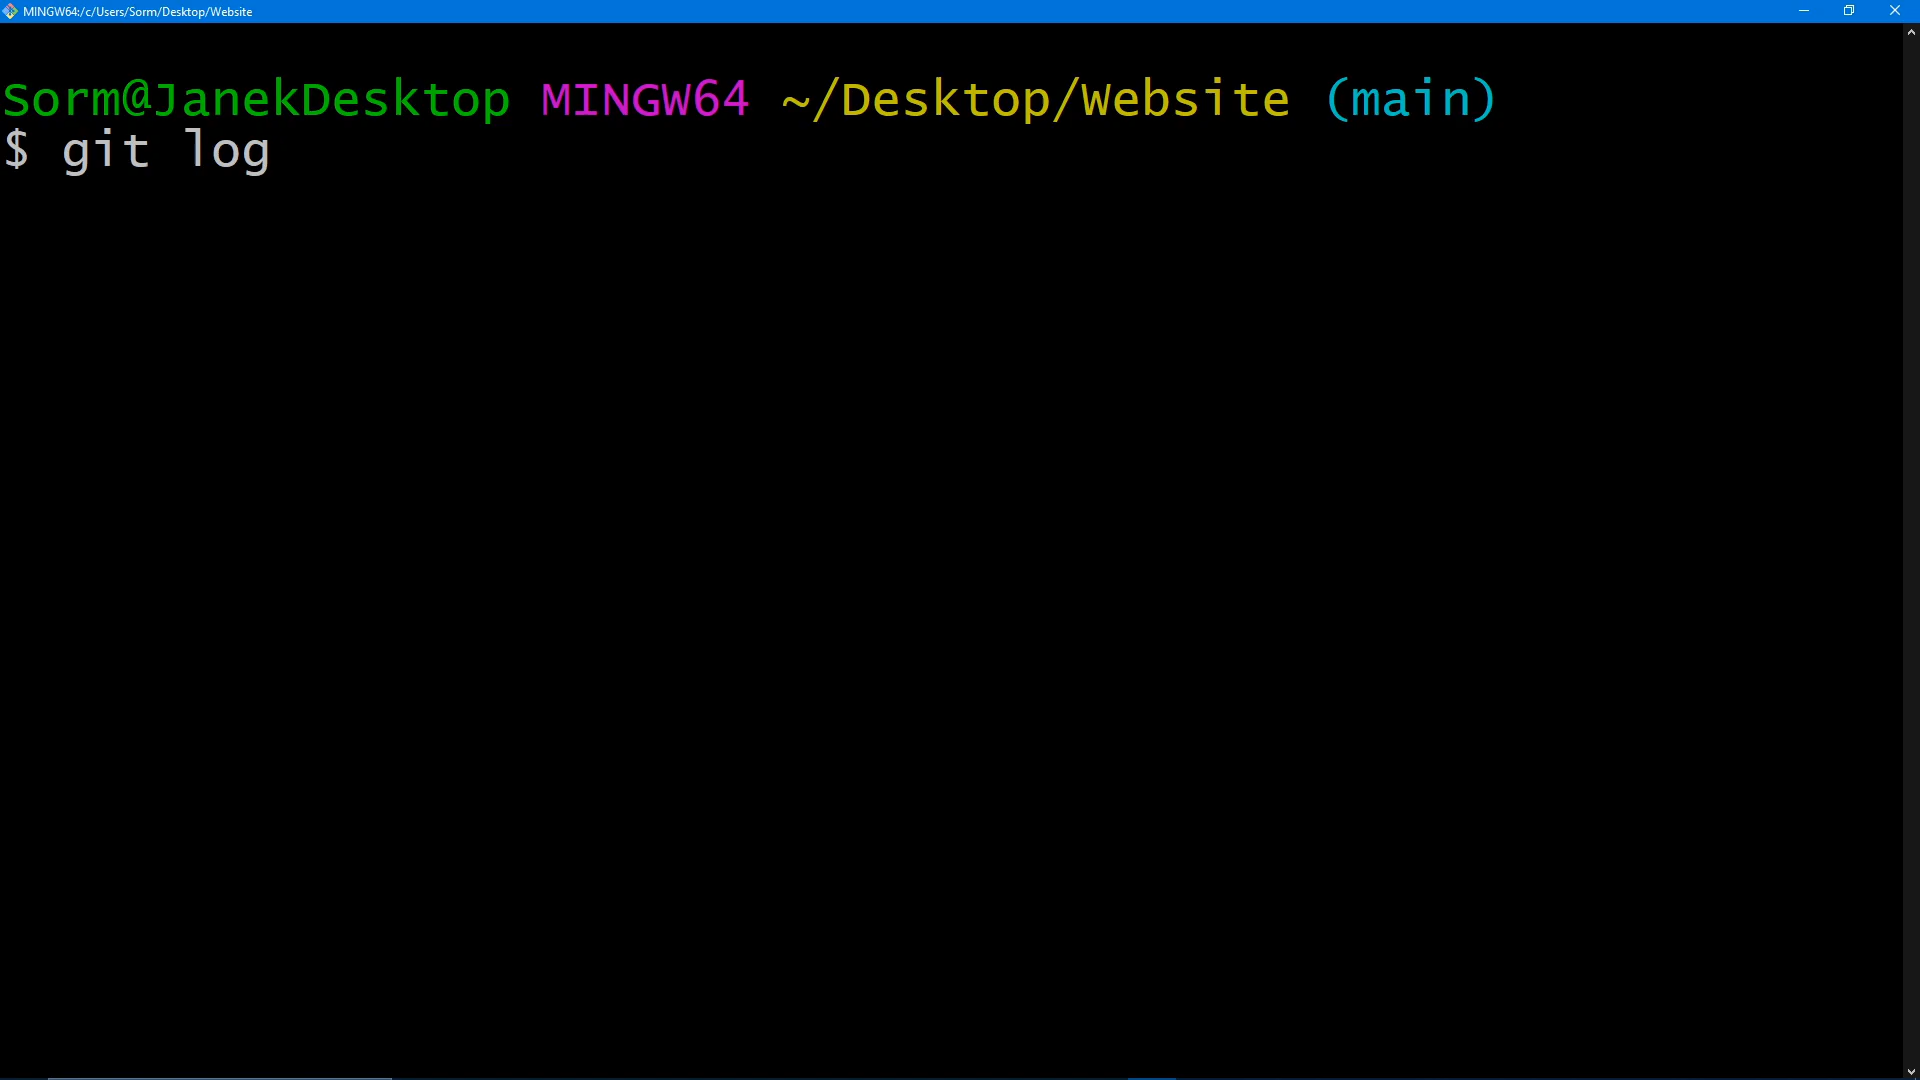 MINGW64:/c/Users/Sorm/Desktop/Website
Sorm@JanekDesktop MINGW64 ~/Desktop/Website (main)
$ git log